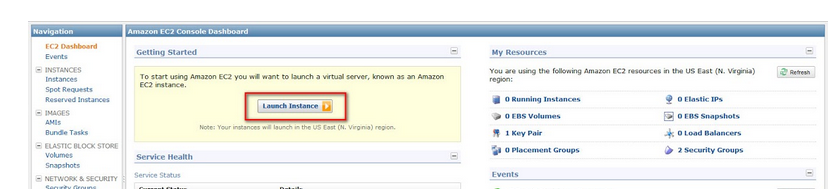 Navigation
Amazon EC2 Console Dashboard
EC2 Dashboard
Events
INSTANCES
Instances
Spot Requests
Reserved Instances
IMAGES
AMIs
Bundle Tasks
ELASTIC BLOCK STORE
Volumes
Snapshots
NETWORK & SECURITY
Security Groups
Getting Started
To start using Amazon EC2 you will want to launch a virtual server, known as an Amazon
EC2 instance.
Launch Instance
Note: Your instances will launch in the US East (N. Virginia) region.
Service Health
Service Status
Current Status Details
My Resources
You are using the following Amazon EC2 resources in the US East (N. Virginia)
region:
Refresh
0 Running Instances
0 Elastic IPs
0 EBS Volumes
0 EBS Snapshots
1 Key Pair
0 Load Balancers
0 Placement Groups
2 Security Groups
Events